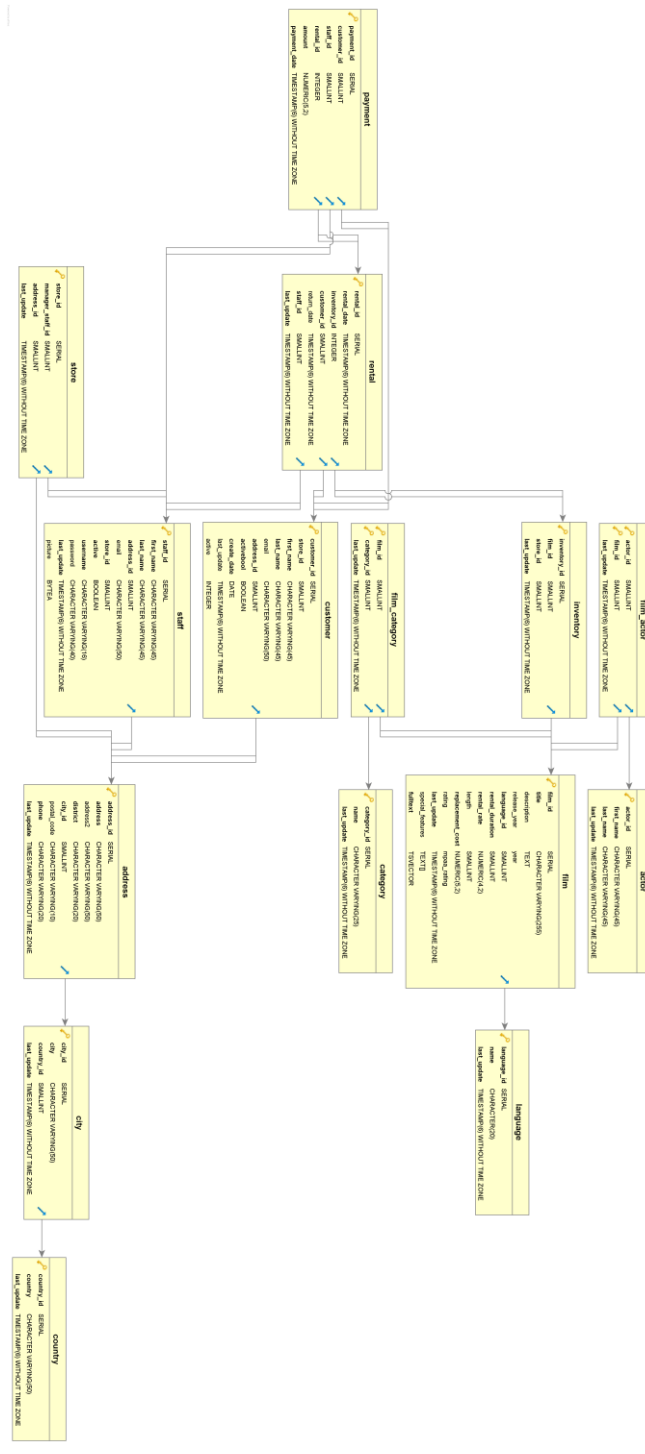 payment
payment_id SERIAL
customer_id SMALLINT
staff_id SMALLINT
rental_id INTEGER
amount NUMERIC(5,2)
payment_date TIMESTAMP(6) WITHOUT TIME ZONE
rental
rental_id SERIAL
rental_date TIMESTAMP(6) WITHOUT TIME ZONE
inventory_id INTEGER
customer_id SMALLINT
return_date TIMESTAMP(6) WITHOUT TIME ZONE
staff_id SMALLINT
last_update TIMESTAMP(6) WITHOUT TIME ZONE
store
store_id SERIAL
manager_staff_id SMALLINT
address_id SMALLINT
last_update TIMESTAMP(6) WITHOUT TIME ZONE
film_actor
actor_id SMALLINT
film_id SMALLINT
last_update TIMESTAMP(6) WITHOUT TIME ZONE
inventory
inventory_id SERIAL
film_id SMALLINT
store_id SMALLINT
last_update TIMESTAMP(6) WITHOUT TIME ZONE
film_category
film_id SMALLINT
category_id SMALLINT
last_update TIMESTAMP(6) WITHOUT TIME ZONE
customer
customer_id SERIAL
store_id SMALLINT
first_name CHARACTER VARYING(45)
last_name CHARACTER VARYING(45)
email CHARACTER VARYING(50)
address_id SMALLINT
activebool BOOLEAN
create_date DATE
last_update TIMESTAMP(6) WITHOUT TIME ZONE
active INTEGER
staff
staff_id SERIAL
first_name CHARACTER VARYING(45)
last_name CHARACTER VARYING(45)
address_id SMALLINT
email CHARACTER VARYING(50)
store_id SMALLINT
active BOOLEAN
username CHARACTER VARYING(16)
password CHARACTER VARYING(40)
last_update TIMESTAMP(6) WITHOUT TIME ZONE
picture BYTEA
actor
actor_id SERIAL
first_name CHARACTER VARYING(45)
last_name CHARACTER VARYING(45)
last_update TIMESTAMP(6) WITHOUT TIME ZONE
film
film_id SERIAL
title CHARACTER VARYING(255)
description TEXT
release_year year
language_id SMALLINT
rental_duration SMALLINT
rental_rate NUMERIC(4,2)
length SMALLINT
replacement_cost NUMERIC(5,2)
rating mpaa_rating
last_update TIMESTAMP(6) WITHOUT TIME ZONE
special_features TEXT[]
fulltext TSVECTOR
category
category_id SERIAL
name CHARACTER VARYING(25)
last_update TIMESTAMP(6) WITHOUT TIME ZONE
address
address_id SERIAL
address CHARACTER VARYING(50)
address2 CHARACTER VARYING(50)
district CHARACTER VARYING(20)
city_id SMALLINT
postal_code CHARACTER VARYING(10)
phone CHARACTER VARYING(20)
last_update TIMESTAMP(6) WITHOUT TIME ZONE
language
language_id SERIAL
name CHARACTER(20)
last_update TIMESTAMP(6) WITHOUT TIME ZONE
city
city_id SERIAL
city CHARACTER VARYING(50)
country_id SMALLINT
last_update TIMESTAMP(6) WITHOUT TIME ZONE
country
country_id SERIAL
country CHARACTER VARYING(50)
last_update TIMESTAMP(6) WITHOUT TIME ZONE